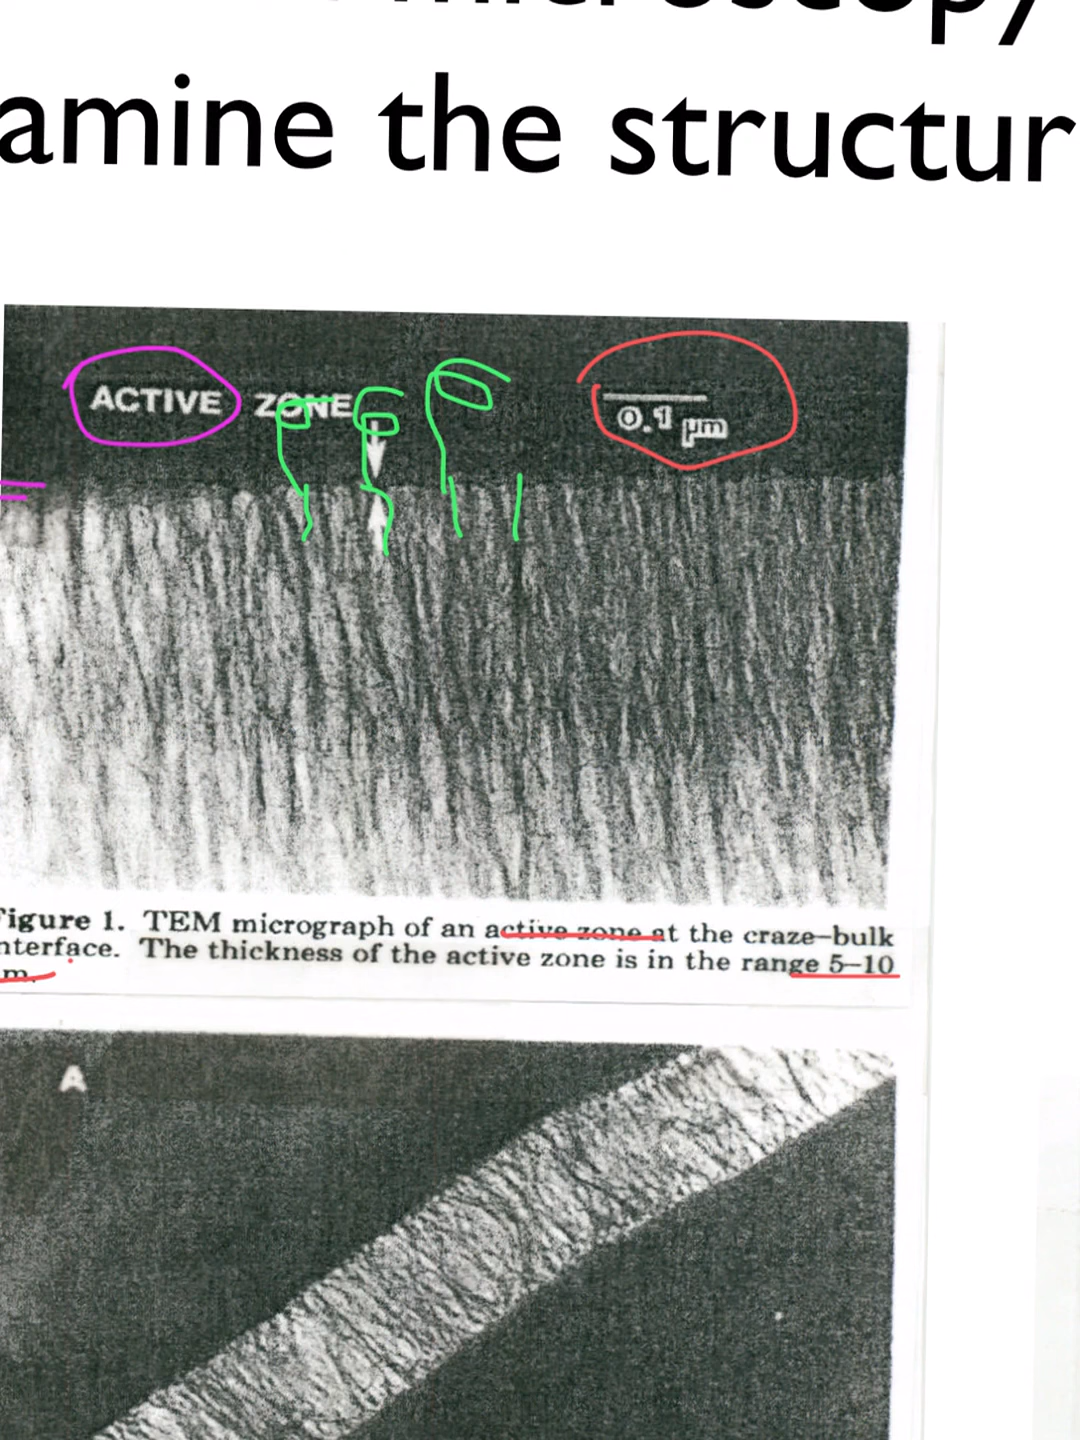 microscopy
amine the structur
ACTIVE ZONE
0.1 μm
igure 1. TEM micrograph of an active zone at the craze–bulk
nterface. The thickness of the active zone is in the range 5–10
m.
A